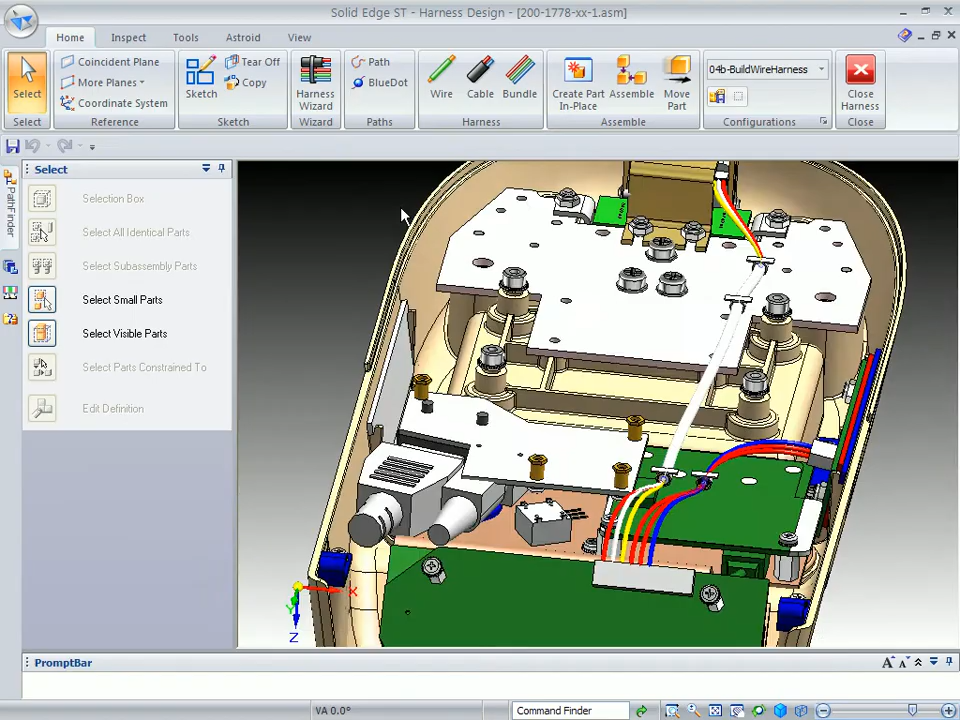 Solid Edge ST - Harness Design - [200-1778-xx-1.asm]
Home Inspect Tools Astroid View
Select
Coincident Plane
More Planes
Coordinate System
Sketch
Tear Off
Copy
Harness Wizard
Path
BlueDot
Wire
Cable
Bundle
Create Part In-Place
Assemble
Move Part
04b-BuildWireHarness
Close Harness
Select Reference Sketch Wizard Paths Harness Assemble Configurations Close
PathFinder
Select
Selection Box
Select All Identical Parts
Select Subassembly Parts
Select Small Parts
Select Visible Parts
Select Parts Constrained To
Edit Definition
X
Y
Z
PromptBar
A A
VA 0.0°
Command Finder